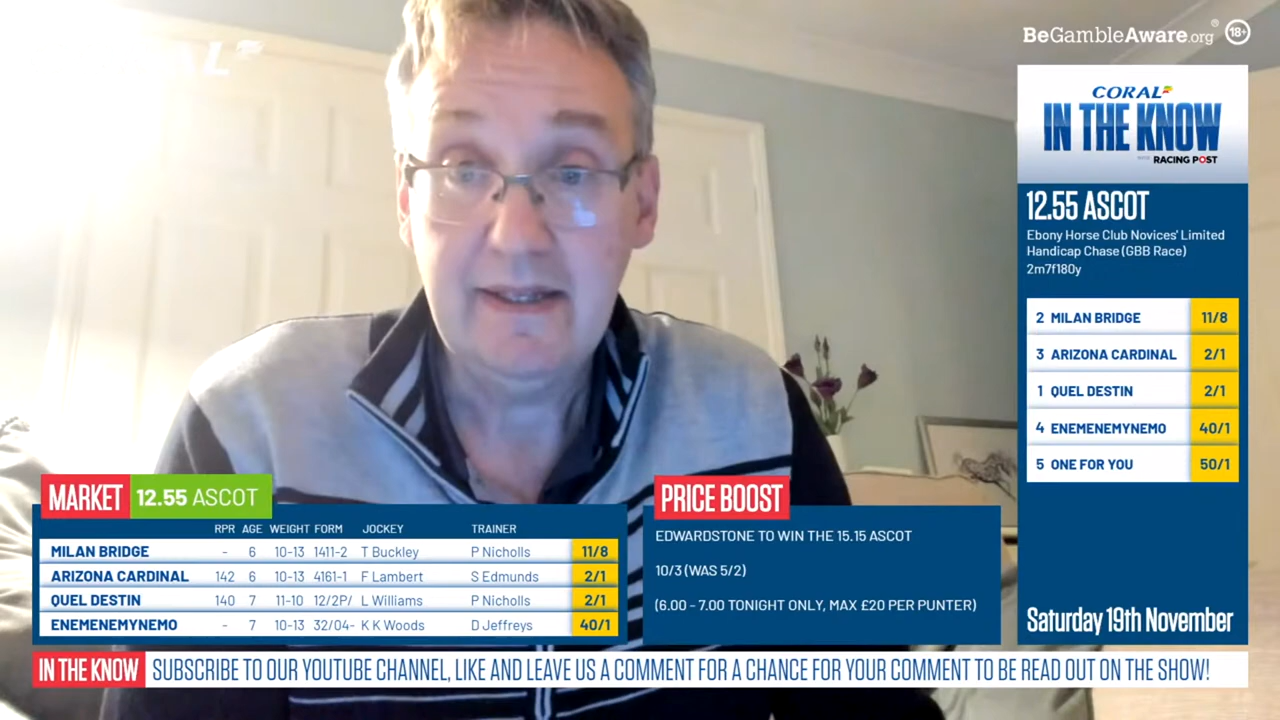 BeGambleAware.org® 18+
CORAL
IN THE KNOW
WITH RACING POST
12.55 ASCOT
Ebony Horse Club Novices' Limited
Handicap Chase (GBB Race)
2m7f180y
2 MILAN BRIDGE 11/8
3 ARIZONA CARDINAL 2/1
1 QUEL DESTIN 2/1
4 ENEMENEMYNEMO 40/1
5 ONE FOR YOU 50/1
Saturday 19th November
MARKET 12.55 ASCOT
RPR AGE WEIGHT FORM JOCKEY TRAINER
MILAN BRIDGE - 6 10-13 1411-2 T Buckley P Nicholls 11/8
ARIZONA CARDINAL 142 6 10-13 4161-1 F Lambert S Edmunds 2/1
QUEL DESTIN 140 7 11-10 12/2P/ L Williams P Nicholls 2/1
ENEMENEMYNEMO - 7 10-13 32/04- K K Woods D Jeffreys 40/1
PRICE BOOST
EDWARDSTONE TO WIN THE 15.15 ASCOT
10/3 (WAS 5/2)
(6.00 - 7.00 TONIGHT ONLY, MAX £20 PER PUNTER)
IN THE KNOW SUBSCRIBE TO OUR YOUTUBE CHANNEL, LIKE AND LEAVE US A COMMENT FOR A CHANCE FOR YOUR COMMENT TO BE READ OUT ON THE SHOW!